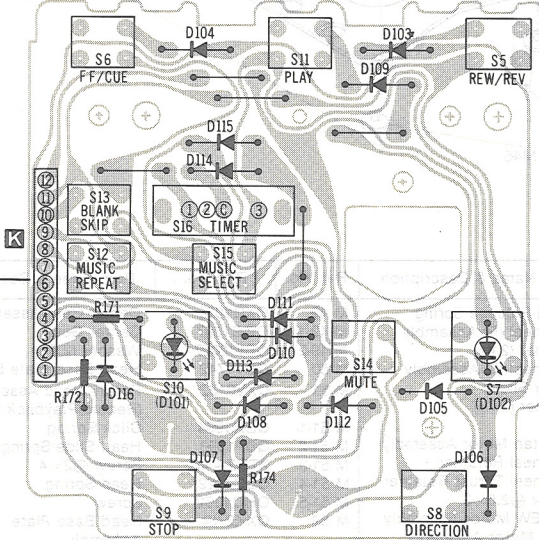 D104
D103
S6
FF/CUE
S11
PLAY
S5
REW/REV
D109
D115
D114
12
11
10
9
8
7
6
5
4
3
2
1
K
S13
BLANK
SKIP
1 2 C 3
S16 TIMER
S12
MUSIC
REPEAT
S15
MUSIC
SELECT
R171
D111
D110
S10
(D101)
S14
MUTE
S7
(D102)
D113
R172
D116
D108
D112
D105
D107
R174
D106
S9
STOP
S8
DIRECTION